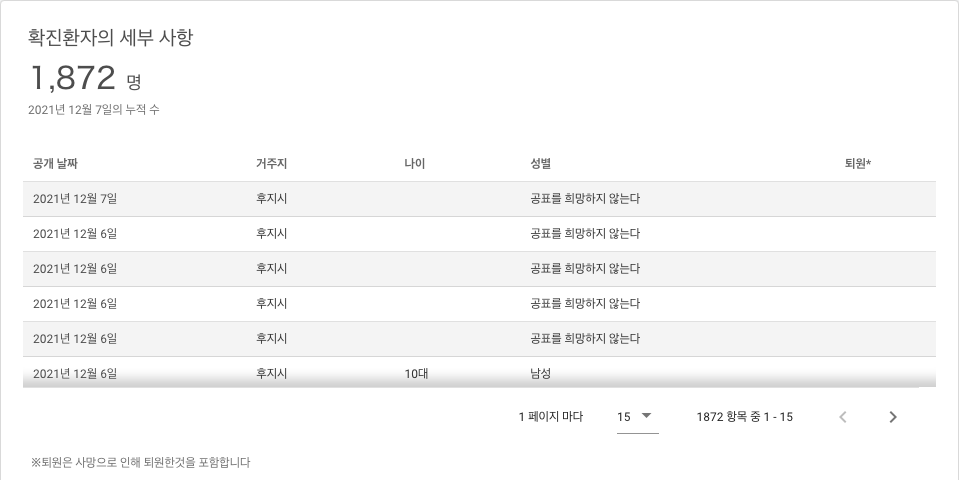 확진환자의 세부 사항
1,872 명
2021년 12월 7일의 누적 수
공개 날짜 거주지 나이 성별 퇴원*
2021년 12월 7일 후지시 공표를 희망하지 않는다
2021년 12월 6일 후지시 공표를 희망하지 않는다
2021년 12월 6일 후지시 공표를 희망하지 않는다
2021년 12월 6일 후지시 공표를 희망하지 않는다
2021년 12월 6일 후지시 공표를 희망하지 않는다
2021년 12월 6일 후지시 10대 남성
1 페이지 마다 15 1872 항목 중 1 - 15
※퇴원은 사망으로 인해 퇴원한것을 포함합니다